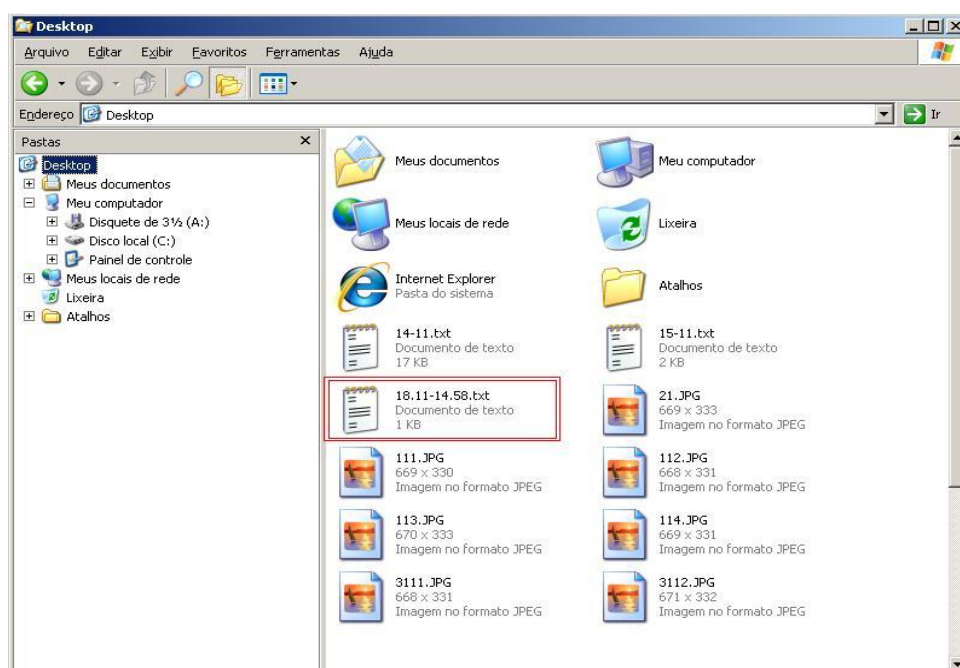 Desktop
Arquivo Editar Exibir Favoritos Ferramentas Ajuda
Endereço Desktop Ir
Pastas
Desktop
Meus documentos
Meu computador
Disquete de 3½ (A:)
Disco local (C:)
Painel de controle
Meus locais de rede
Lixeira
Atalhos
Meus documentos
Meu computador
Meus locais de rede
Lixeira
Internet Explorer
Pasta do sistema
Atalhos
14-11.txt
Documento de texto
17 KB
15-11.txt
Documento de texto
2 KB
18.11-14.58.txt
Documento de texto
1 KB
21.JPG
669 x 333
Imagem no formato JPEG
111.JPG
669 x 330
Imagem no formato JPEG
112.JPG
668 x 331
Imagem no formato JPEG
113.JPG
670 x 333
Imagem no formato JPEG
114.JPG
669 x 331
Imagem no formato JPEG
3111.JPG
668 x 331
Imagem no formato JPEG
3112.JPG
671 x 332
Imagem no formato JPEG